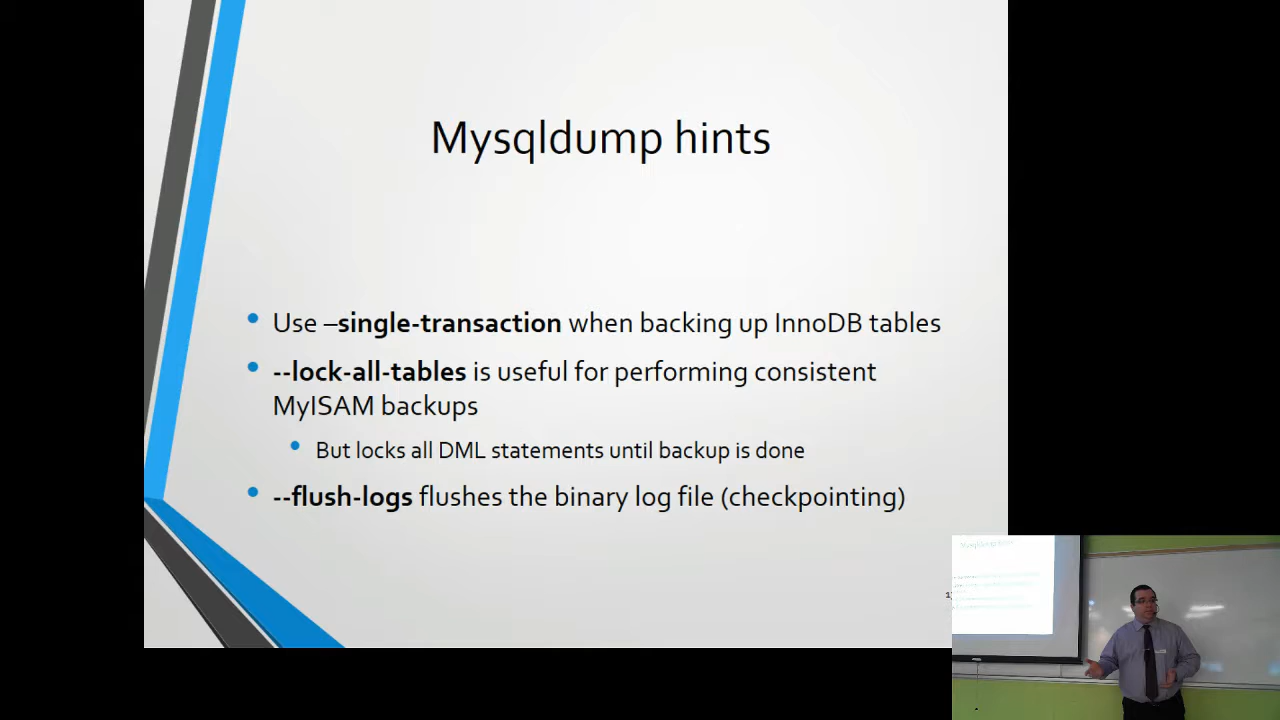 Mysqldump hints
Use –single-transaction when backing up InnoDB tables
--lock-all-tables is useful for performing consistent
MyISAM backups
But locks all DML statements until backup is done
--flush-logs flushes the binary log file (checkpointing)